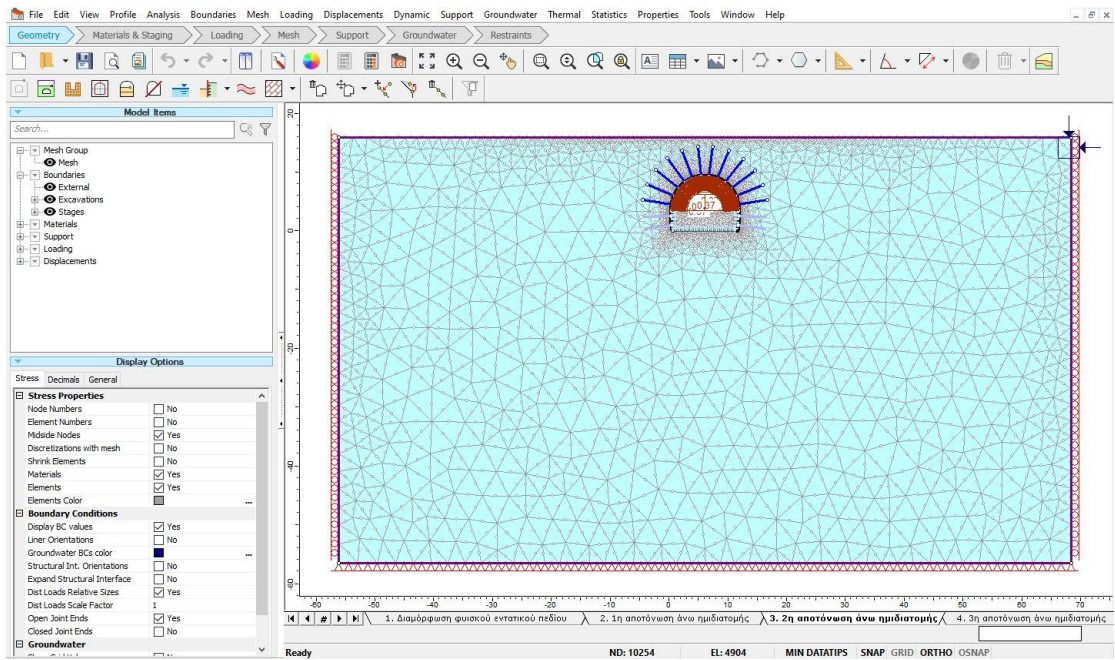 File Edit View Profile Analysis Boundaries Mesh Loading Displacements Dynamic Support Groundwater Thermal Statistics Properties Tools Window Help
Geometry Materials & Staging Loading Mesh Support Groundwater Restraints
Model Items
Search...
Mesh Group
Mesh
Boundaries
External
Excavations
Stages
Materials
Support
Loading
Displacements
Display Options
Stress Decimals General
Stress Properties
Node Numbers No
Element Numbers No
Midside Nodes Yes
Discretizations with mesh No
Shrink Elements No
Materials Yes
Elements Yes
Elements Color ...
Boundary Conditions
Display BC values Yes
Liner Orientations No
Groundwater BCs color ...
Structural Int. Orientations No
Expand Structural Interface No
Dist Loads Relative Sizes Yes
Dist Loads Scale Factor 1
Open Joint Ends Yes
Closed Joint Ends No
Groundwater
20
0
-20
-40
-60
0.37
-60 -50 -40 -30 -20 -10 0 10 20 30 40 50 60 70
1. Διαμόρφωση φυσικού εντατικού πεδίου 2. 1η αποτόνωση άνω ημιδιατομής 3. 2η αποτόνωση άνω ημιδιατομής 4. 3η αποτόνωση άνω ημιδιατομής
Ready ND: 10254 EL: 4904 MIN DATATIPS SNAP GRID ORTHO OSNAP